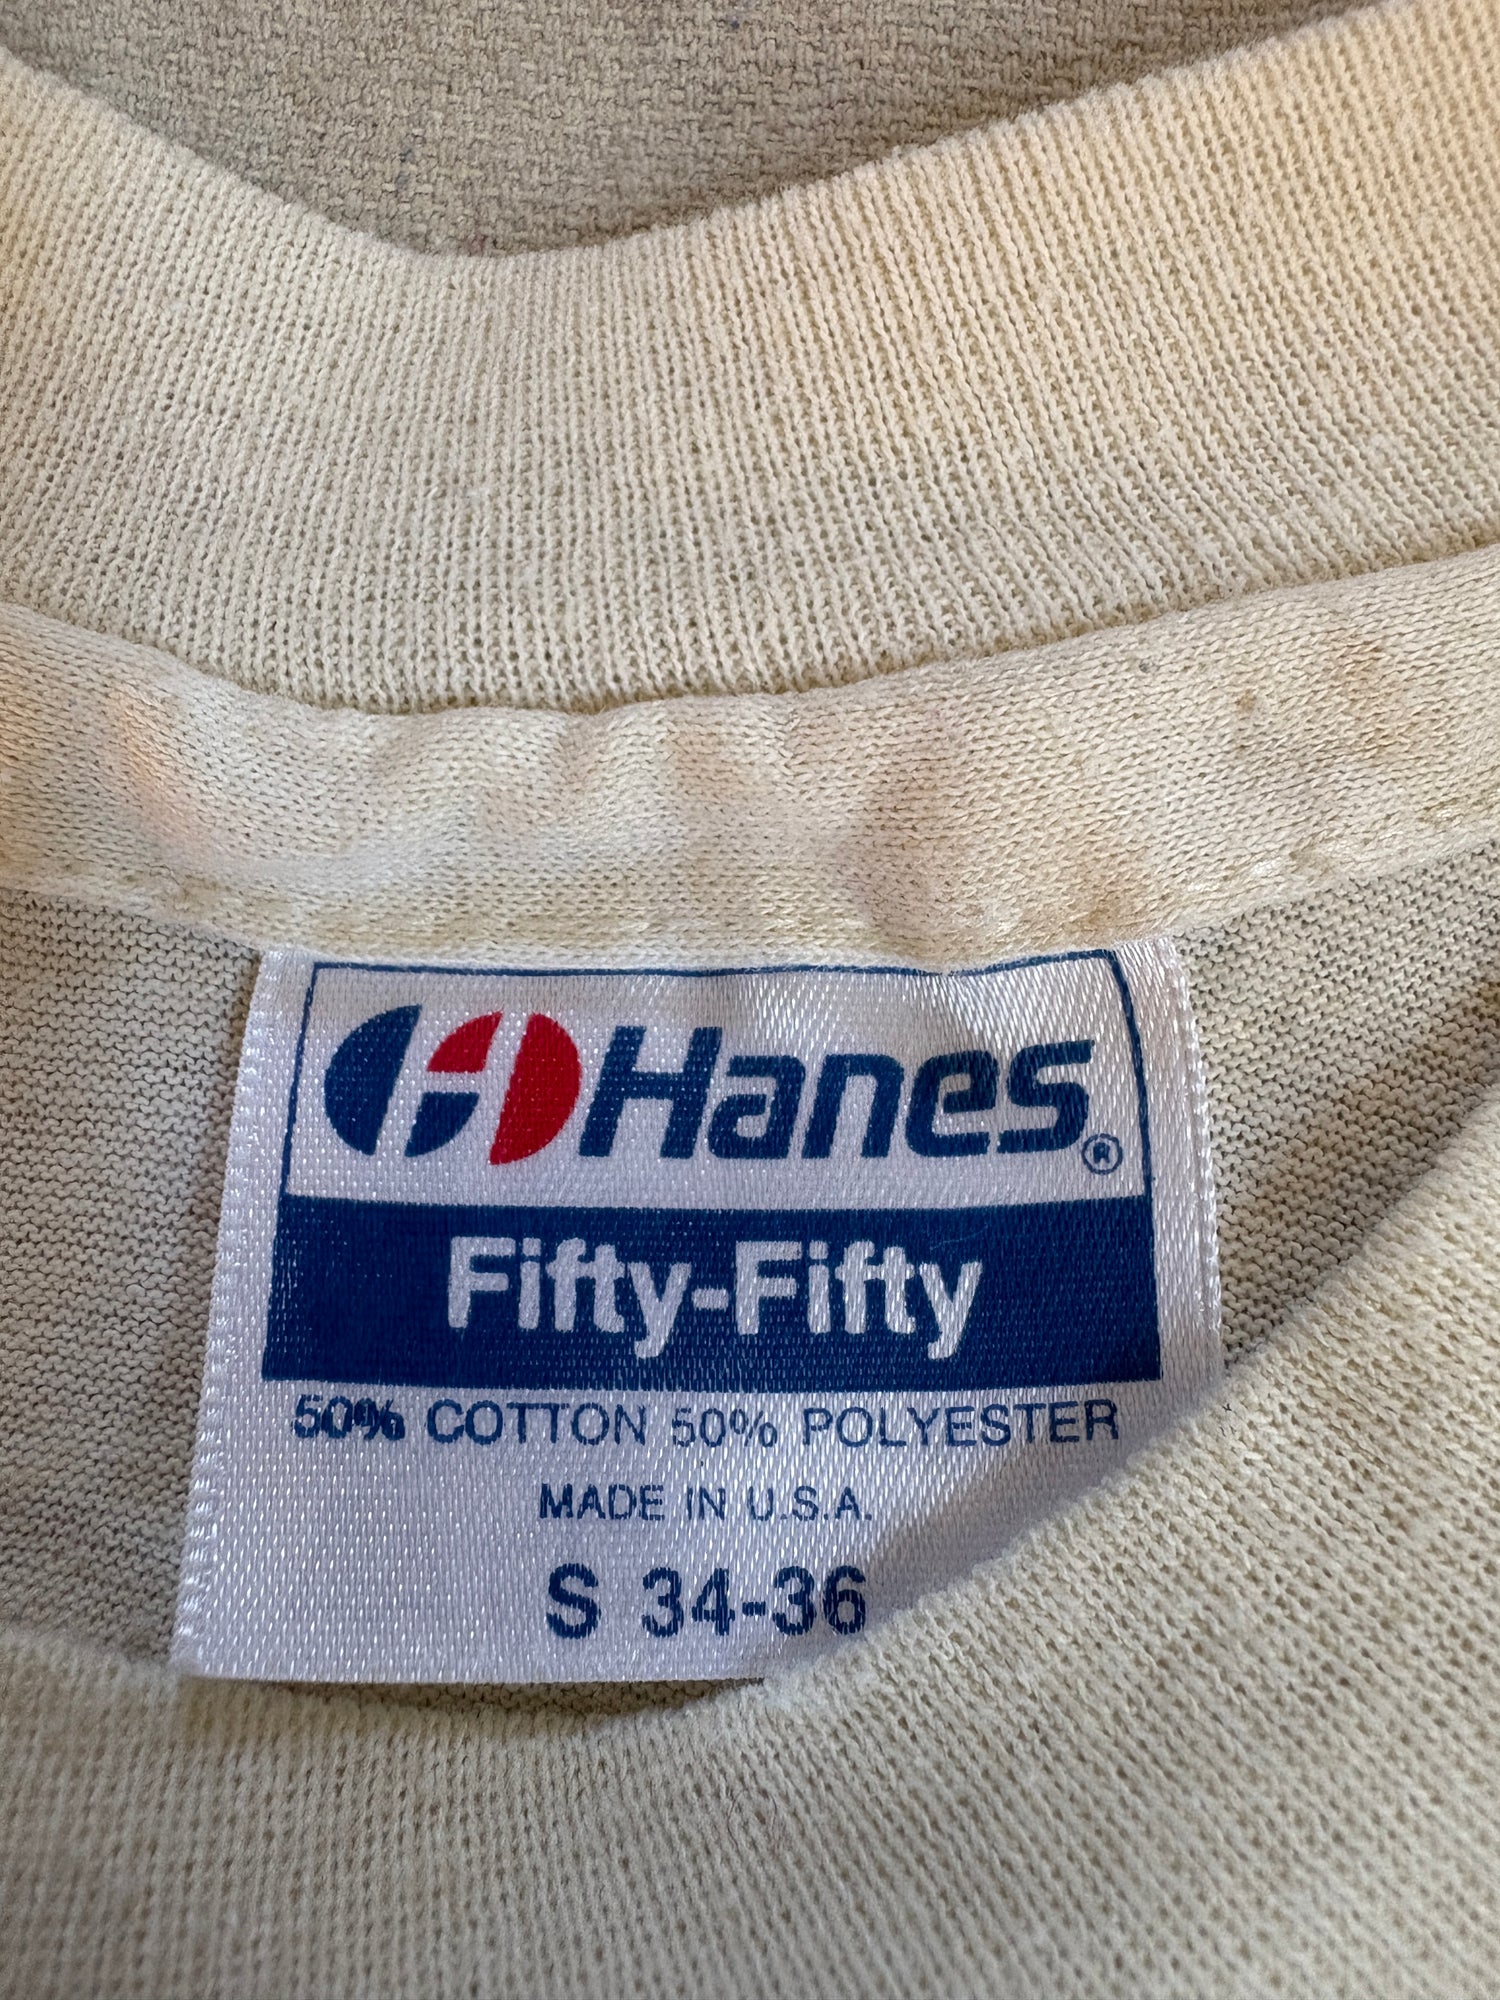 Hanes®
Fifty-Fifty
50% COTTON 50% POLYESTER
MADE IN U.S.A.
S 34-36